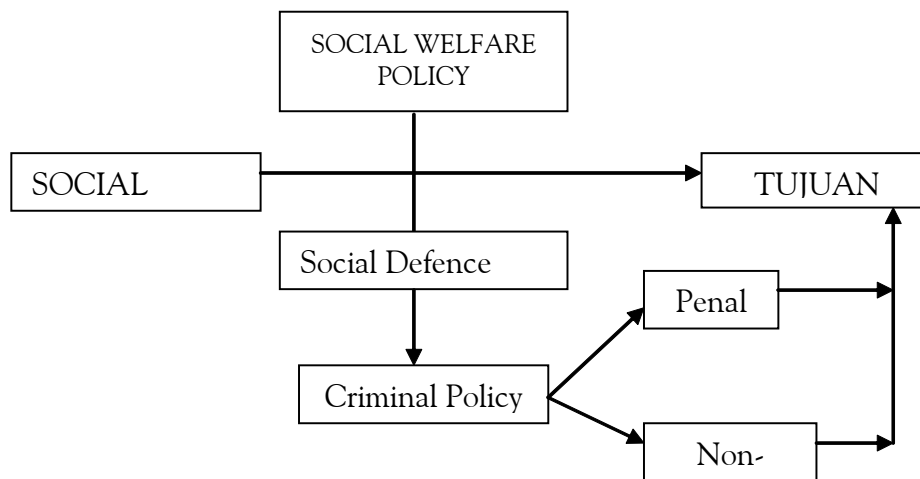 SOCIAL WELFARE
POLICY
SOCIAL
TUJUAN
Social Defence
Penal
Criminal Policy
Non-